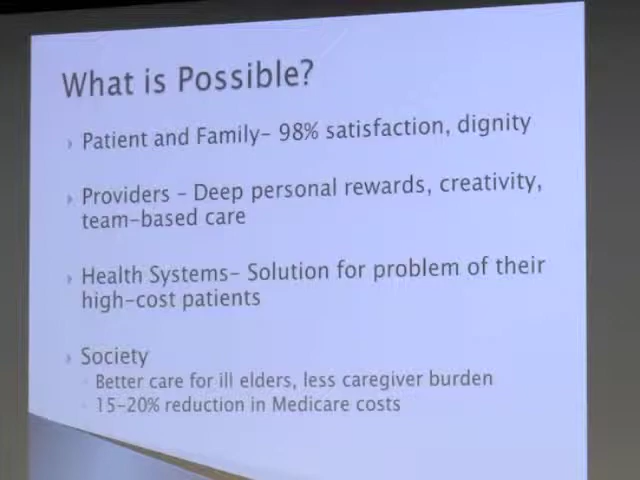 What is Possible?
Patient and Family– 98% satisfaction, dignity
Providers – Deep personal rewards, creativity,
team-based care
Health Systems– Solution for problem of their
high-cost patients
Society
Better care for ill elders, less caregiver burden
15-20% reduction in Medicare costs